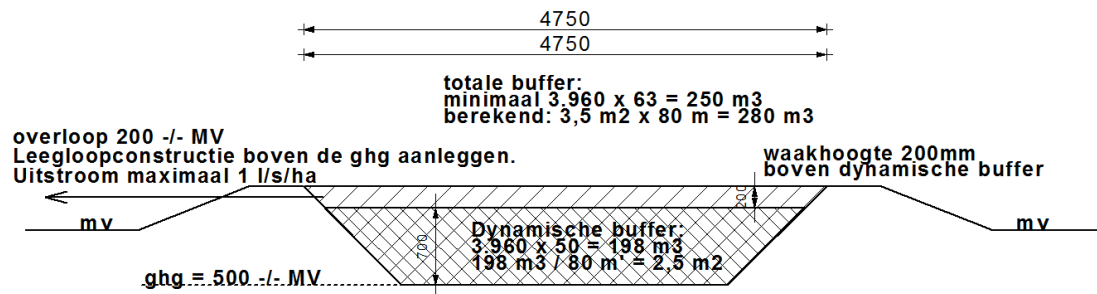 4750
4750
totale buffer:
minimaal 3.960 x 63 = 250 m3
berekend: 3,5 m2 x 80 m = 280 m3
overloop 200 -/- MV
Leegloopconstructie boven de ghg aanleggen.
Uitstroom maximaal 1 l/s/ha
waakhoogte 200mm
boven dynamische buffer
200
mv
mv
700
Dynamische buffer:
3.960 x 50 = 198 m3
198 m3 / 80 m' = 2,5 m2
ghg = 500 -/- MV